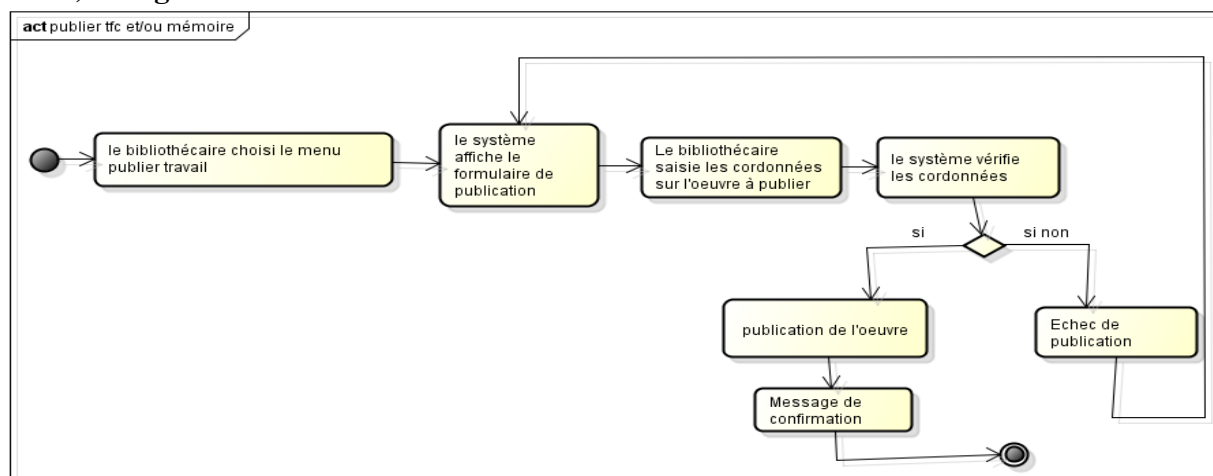 act publier tfc et/ou mémoire
le bibliothécaire choisi le menu
publier travail
le système
affiche le
formulaire de
publication
Le bibliothécaire
saisie les cordonnées
sur l'oeuvre à publier
le système vérifie
les cordonnées
si
si non
publication de l'oeuvre
Echec de
publication
Message de
confirmation